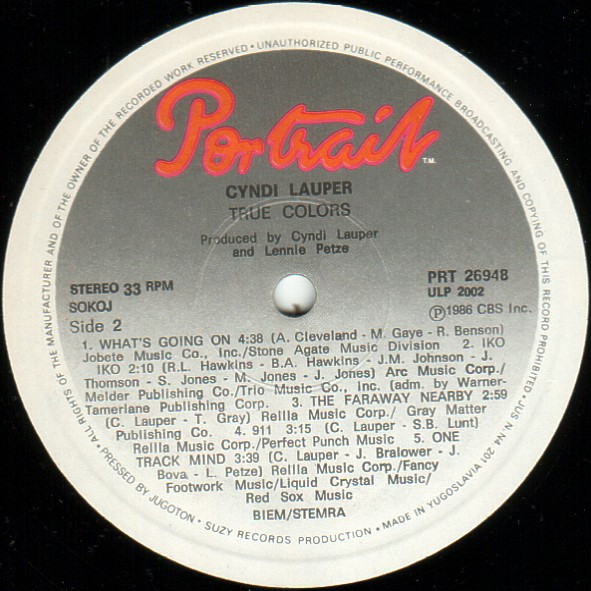 ALL RIGHTS OF THE MANUFACTURER AND OF THE OWNER OF THE RECORDED WORK RESERVED • UNAUTHORIZED PUBLIC PERFORMANCE BROADCASTING AND COPYING OF THIS RECORD PROHIBITED •
Portrait T.M.
CYNDI LAUPER
TRUE COLORS
Produced by Cyndi Lauper
and Lennie Petze
STEREO 33 RPM
SOKOJ
Side 2
PRT 26948
ULP 2002
Ⓟ1986 CBS Inc.
1. WHAT'S GOING ON 4:38 (A. Cleveland - M. Gaye - R. Benson)
Jobete Music Co., Inc./Stone Agate Music Division 2. IKO
IKO 2:10 (R.L. Hawkins - B.A. Hawkins - J.M. Johnson - J.
Thomson - S. Jones - M. Jones - J. Jones) Arc Music Corp./
Melder Publishing Co./Trio Music Co., Inc. (adm. by Warner-
Tamerlane Publishing Corp. 3. THE FARAWAY NEARBY 2:59
(C. Lauper - T. Gray) Rellla Music Corp./ Gray Matter
Publishing Co. 4. 911 3:15 (C. Lauper - S.B. Lunt)
Rellla Music Corp./Perfect Punch Music 5. ONE
TRACK MIND 3:39 (C. Lauper - J. Bralower - J.
Bova - L. Petze) Rellla Music Corp./Fancy
Footwork Music/Liquid Crystal Music/
Red Sox Music
BIEM/STEMRA
• PRESSED BY JUGOTON • SUZY RECORDS PRODUCTION • MADE IN YUGOSLAVIA • JUS N.N4. 201